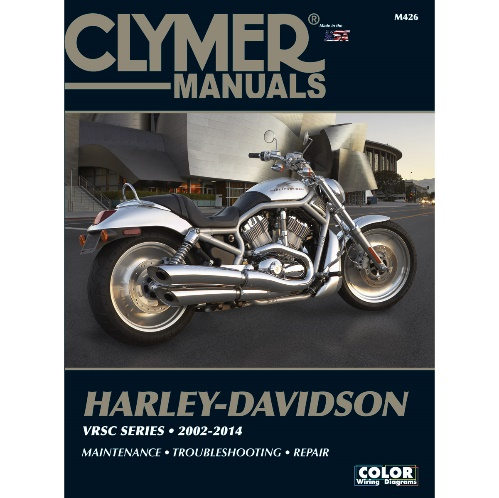 CLYMER®
MANUALS
M426
Made in the
USA
HARLEY-DAVIDSON
VRSC SERIES • 2002-2014
MAINTENANCE • TROUBLESHOOTING • REPAIR
COLOR
Wiring Diagrams